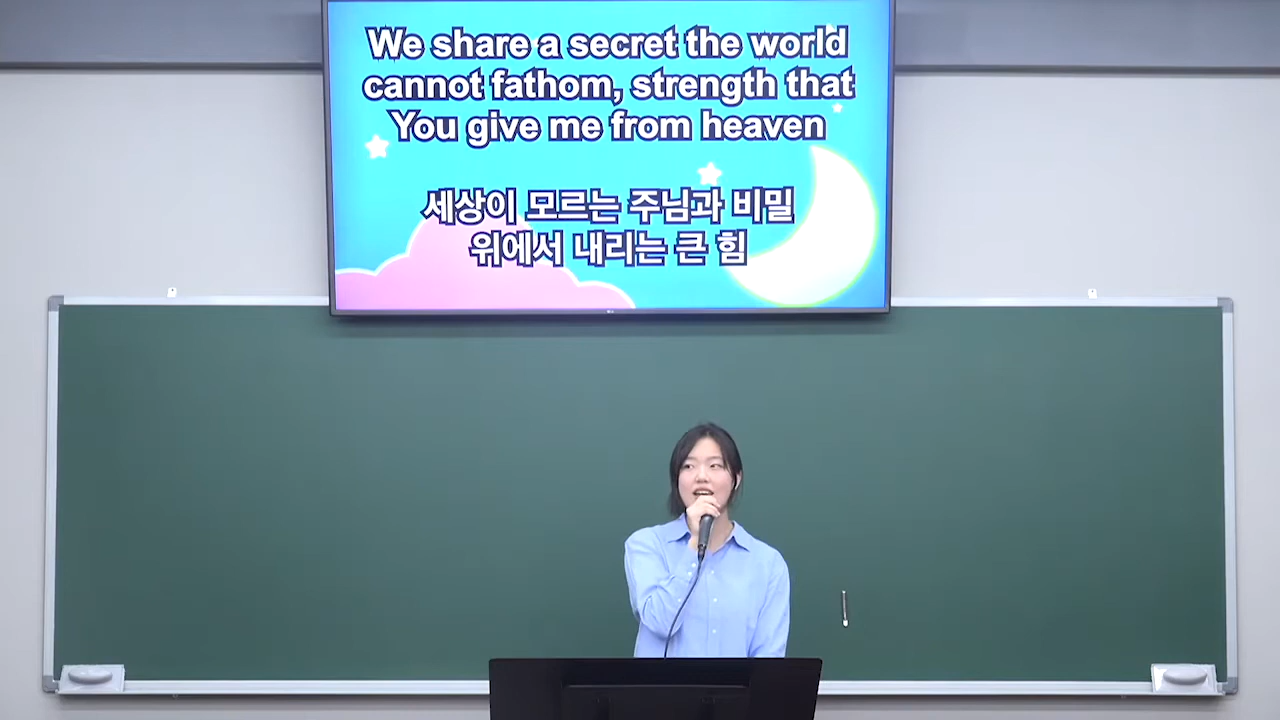 We share a secret the world
cannot fathom, strength that
You give me from heaven
세상이 모르는 주님과 비밀
위에서 내리는 큰 힘